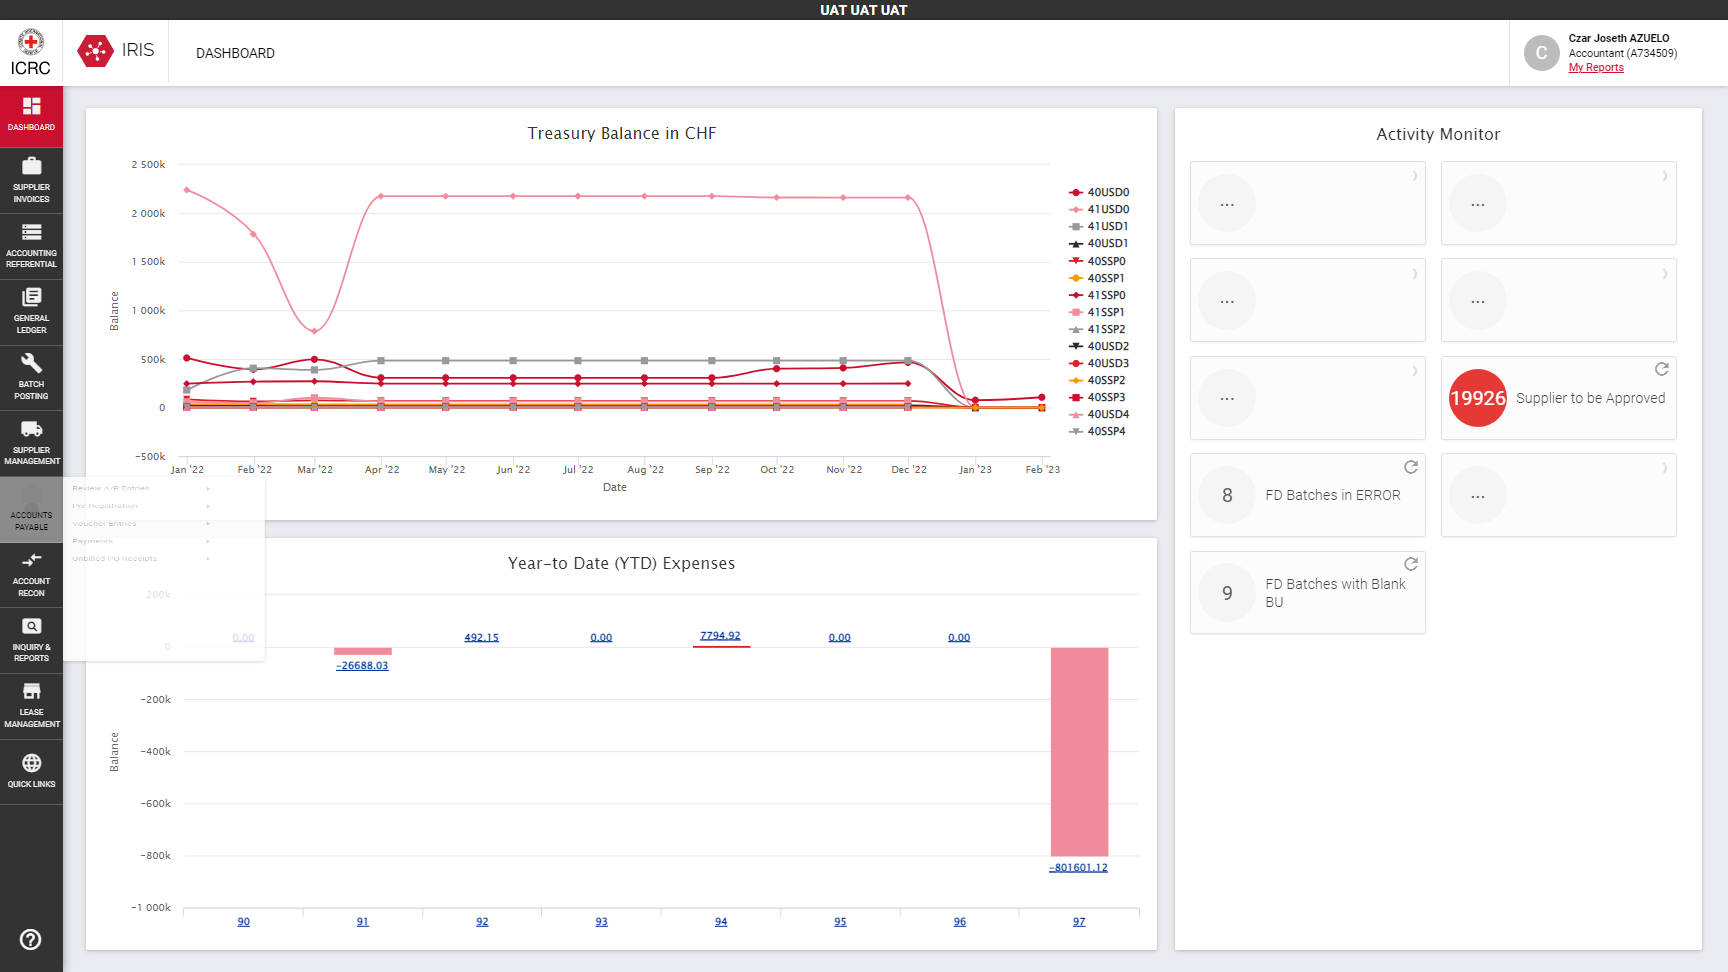 UAT UAT UAT
ICRC
IRIS
DASHBOARD
C
Czar Joseth AZUELO
Accountant (A734509)
My Reports
DASHBOARD
SUPPLIER
INVOICES
ACCOUNTING
REFERENTIAL
GENERAL
LEDGER
BATCH
POSTING
SUPPLIER
MANAGEMENT
ACCOUNTS
PAYABLE
ACCOUNT
RECON
INQUIRY &
REPORTS
LEASE
MANAGEMENT
QUICK LINKS
Review A/P Entries
Pre Registration
Voucher Entries
Payments
Unbilled PO Receipts
Treasury Balance in CHF
Balance
2 500k
2 000k
1 500k
1 000k
500k
0
−500k
Jan '22
Feb '22
Mar '22
Apr '22
May '22
Jun '22
Jul '22
Aug '22
Sep '22
Oct '22
Nov '22
Dec '22
Jan '23
Feb '23
Date
40USD0
41USD0
41USD1
40USD1
40SSP0
40SSP1
41SSP0
41SSP1
41SSP2
40USD2
40USD3
40SSP2
40SSP3
40USD4
40SSP4
Year-to Date (YTD) Expenses
Balance
200k
0
−200k
−400k
−600k
−800k
−1 000k
0.00
−26688.03
492.15
0.00
7794.92
0.00
0.00
−801601.12
90
91
92
93
94
95
96
97
Activity Monitor
...
...
...
...
...
19926 Supplier to be Approved
8 FD Batches in ERROR
...
9 FD Batches with Blank
BU